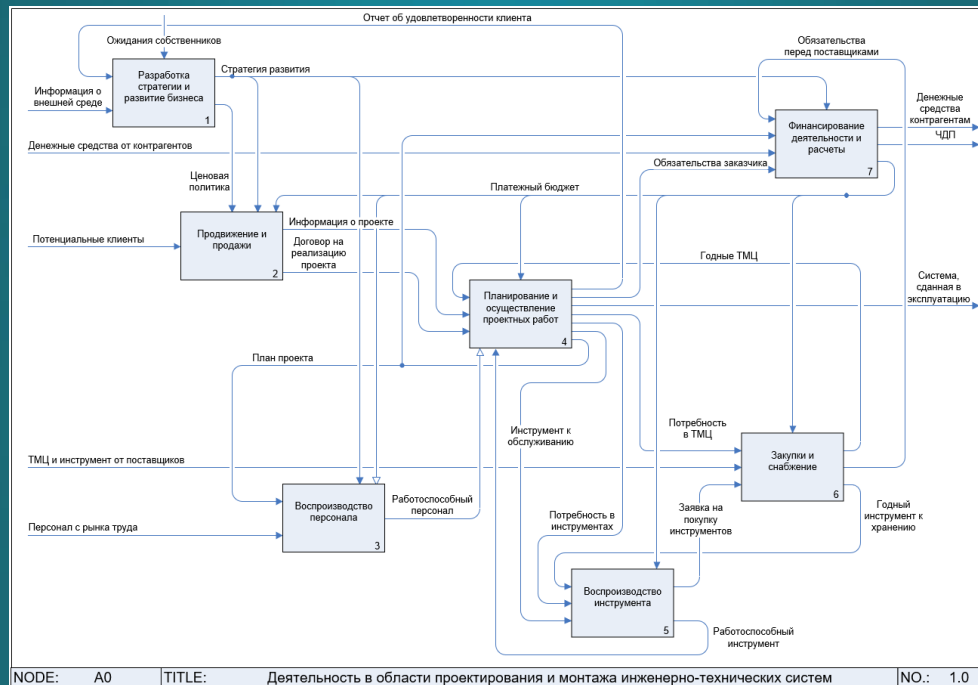 Отчет об удовлетворенности клиента
Ожидания собственников
Разработка
стратегии и
развитие бизнеса
1
Стратегия развития
Информация о
внешней среде
Обязательства
перед поставщиками
Финансирование
деятельности и
расчеты
7
Денежные
средства
контрагентам
ЧДП
Денежные средства от контрагентов
Обязательства заказчика
Ценовая
политика
Платежный бюджет
Потенциальные клиенты
Продвижение и
продажи
2
Информация о проекте
Договор на
реализацию
проекта
Годные ТМЦ
Планирование и
осуществление
проектных работ
4
Система,
сданная в
эксплуатацию
План проекта
Инструмент к
обслуживанию
Потребность
в ТМЦ
ТМЦ и инструмент от поставщиков
Закупки и
снабжение
6
Воспроизводство
персонала
3
Работоспособный
персонал
Персонал с рынка труда
Потребность в
инструментах
Заявка на
покупку
инструментов
Годный
инструмент к
хранению
Воспроизводство
инструмента
5
Работоспособный
инструмент
NODE: A0 TITLE: Деятельность в области проектирования и монтажа инженерно-технических систем NO.: 1.0